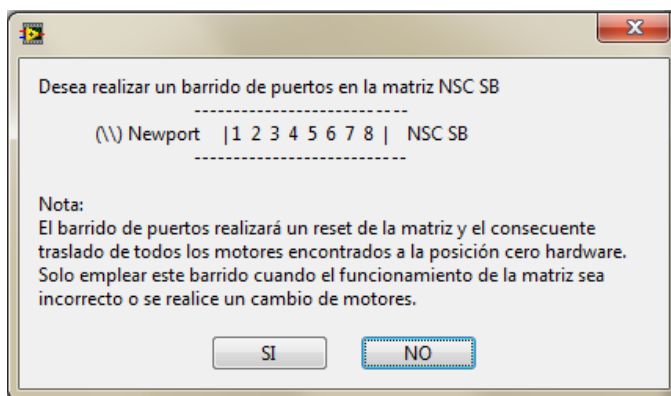 Desea realizar un barrido de puertos en la matriz NSC SB
---------------------------
(\\) Newport |1 2 3 4 5 6 7 8 | NSC SB
---------------------------
Nota:
El barrido de puertos realizará un reset de la matriz y el consecuente
traslado de todos los motores encontrados a la posición cero hardware.
Solo emplear este barrido cuando el funcionamiento de la matriz sea
incorrecto o se realice un cambio de motores.
SI NO